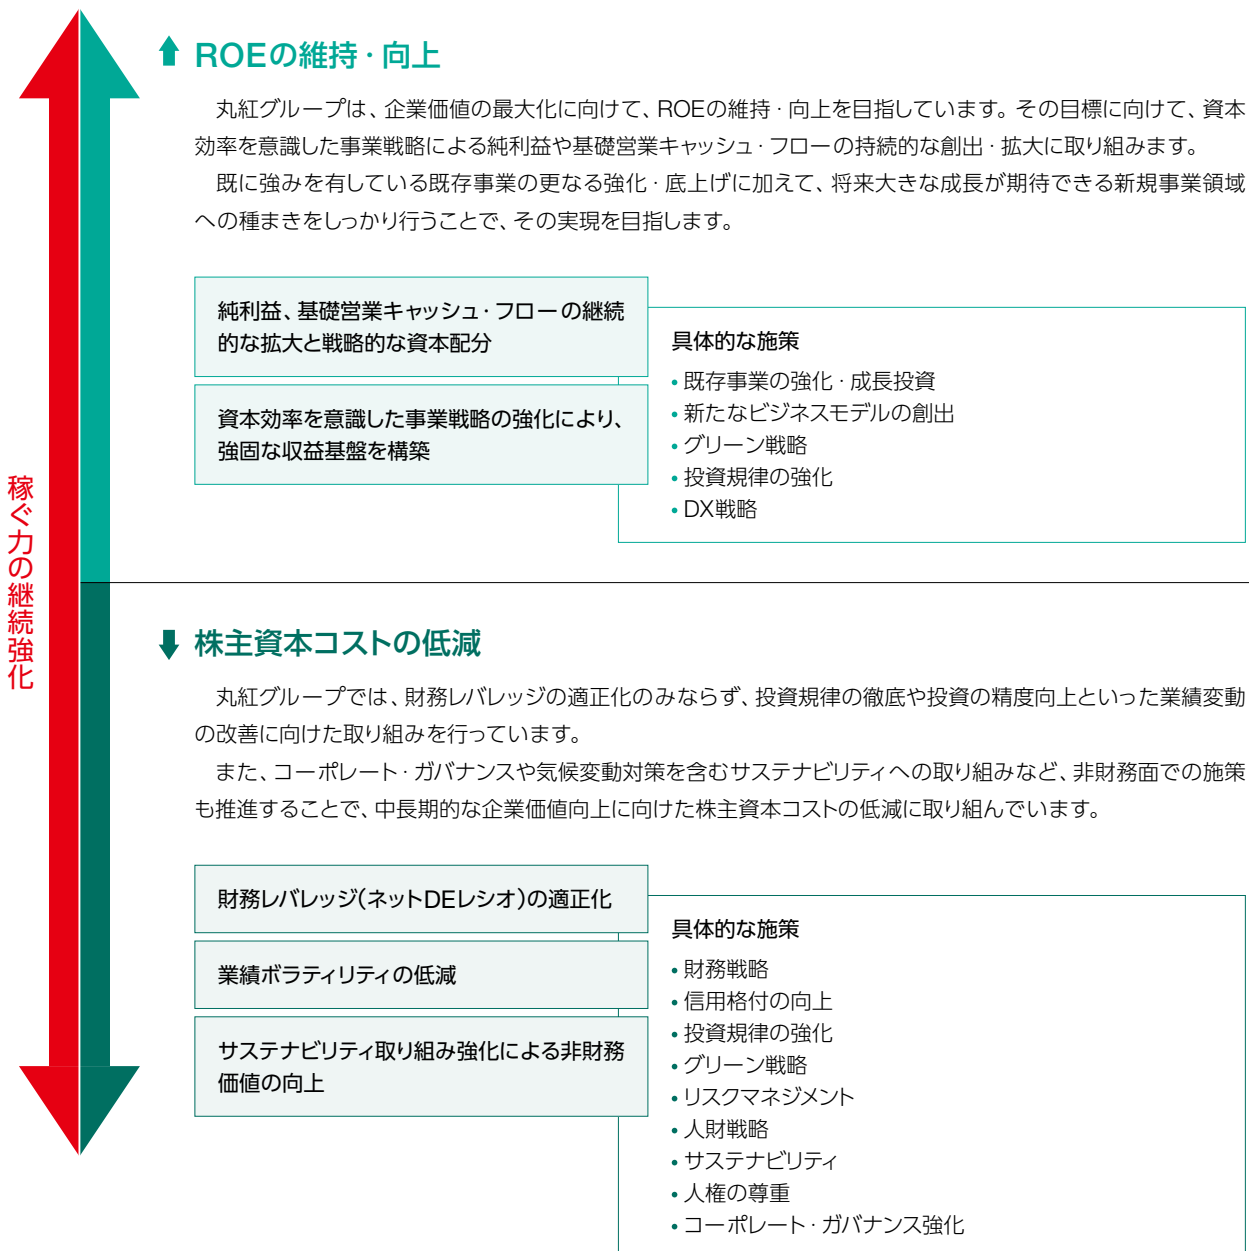 ROEの維持・向上
丸紅グループは、企業価値の最大化に向けて、ROEの維持・向上を目指しています。その目標に向けて、資本
効率を意識した事業戦略による純利益や基礎営業キャッシュ・フローの持続的な創出・拡大に取り組みます。
既に強みを有している既存事業の更なる強化・底上げに加えて、将来大きな成長が期待できる新規事業領域
への種まきをしっかり行うことで、その実現を目指します。
純利益、基礎営業キャッシュ・フローの継続
的な拡大と戦略的な資本配分
資本効率を意識した事業戦略の強化により、
強固な収益基盤を構築
具体的な施策
・既存事業の強化・成長投資
・新たなビジネスモデルの創出
・グリーン戦略
・投資規律の強化
・DX戦略
稼ぐ力の継続強化
株主資本コストの低減
丸紅グループでは、財務レバレッジの適正化のみならず、投資規律の徹底や投資の精度向上といった業績変動
の改善に向けた取り組みを行っています。
また、コーポレート・ガバナンスや気候変動対策を含むサステナビリティへの取り組みなど、非財務面での施策
も推進することで、中長期的な企業価値向上に向けた株主資本コストの低減に取り組んでいます。
財務レバレッジ(ネットDEレシオ)の適正化
業績ボラティリティの低減
サステナビリティ取り組み強化による非財務
価値の向上
具体的な施策
・財務戦略
・信用格付の向上
・投資規律の強化
・グリーン戦略
・リスクマネジメント
・人財戦略
・サステナビリティ
・人権の尊重
・コーポレート・ガバナンス強化